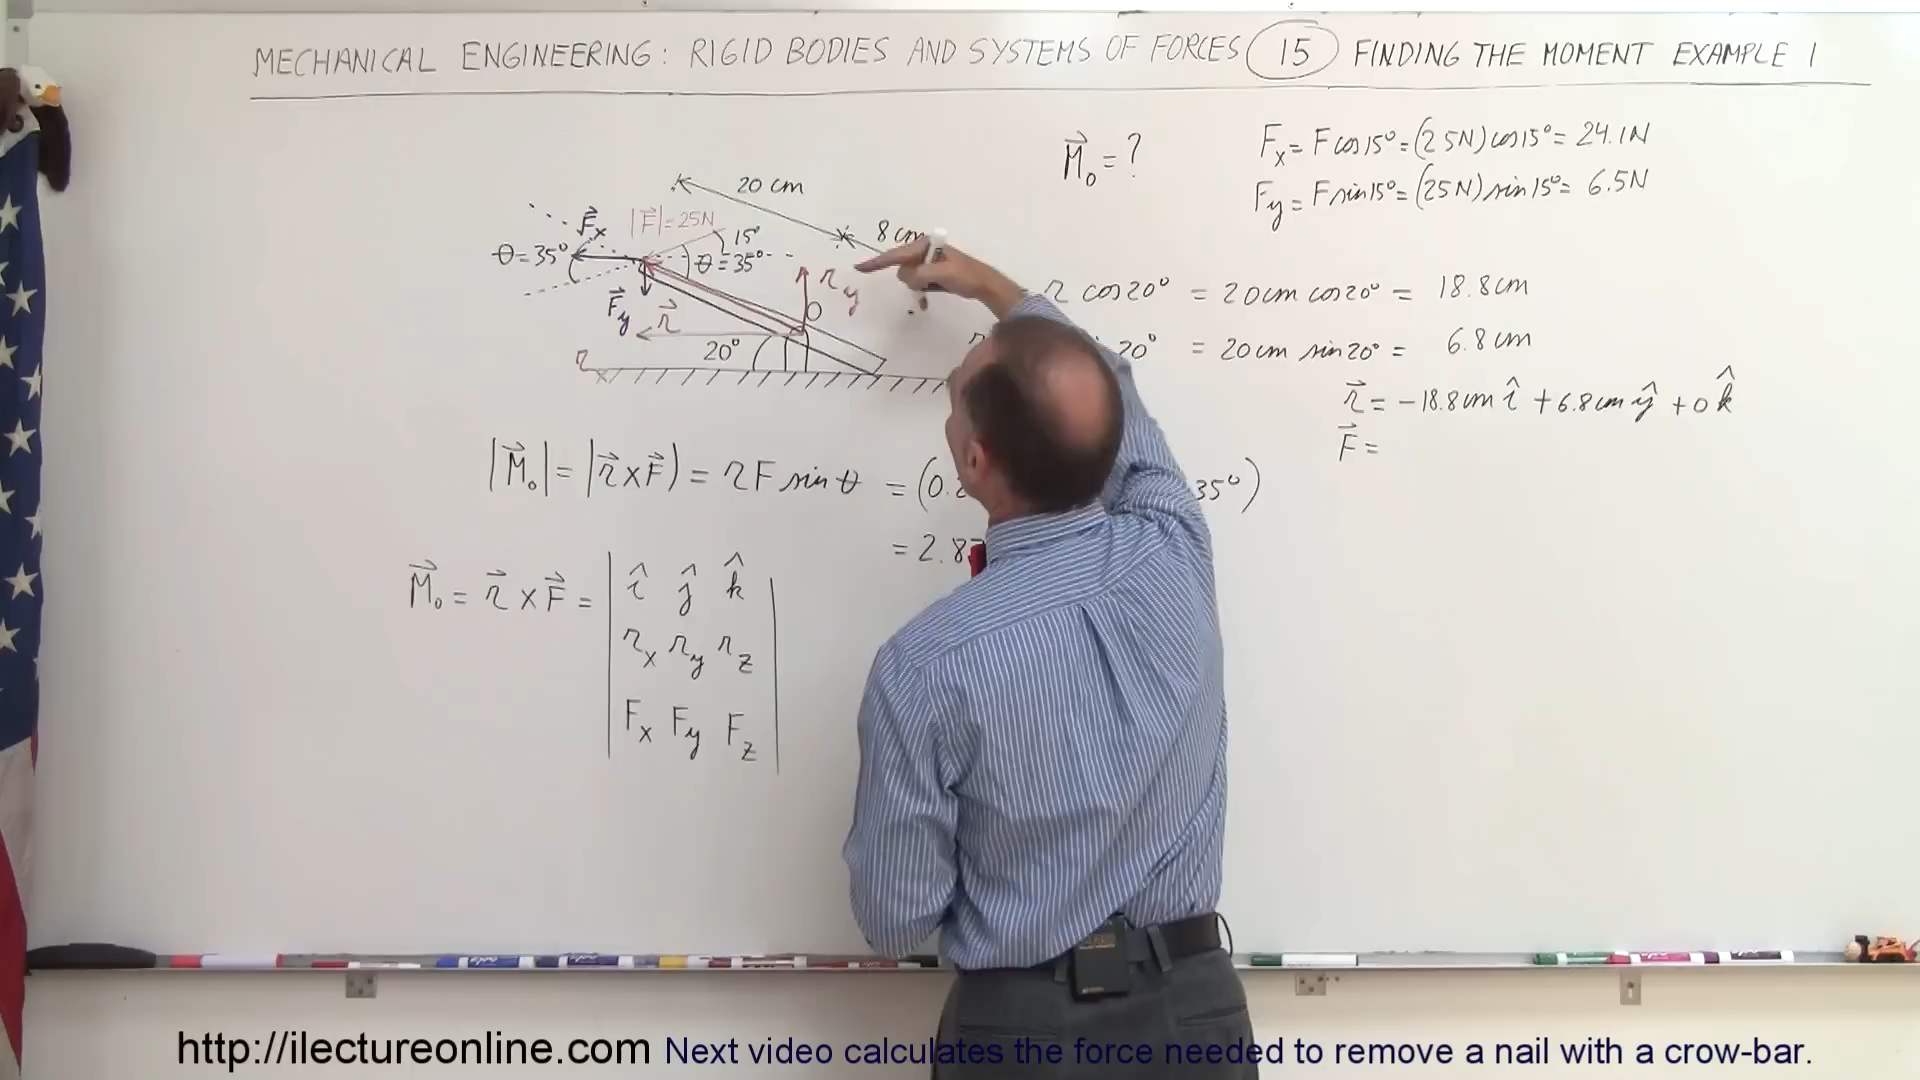 MECHANICAL ENGINEERING: RIGID BODIES AND SYSTEMS OF FORCES 15 FINDING THE MOMENT EXAMPLE 1
M⃗₀ = ?
Fx = F cos15° = (25N)cos15° = 24.1N
Fy = F sin15° = (25N)sin15° = 6.5N
20 cm
8 cm
F⃗x
|F⃗|=25N
15°
θ=35°
θ=35°
F⃗y
r⃗
ry
O
20°
r cos20° = 20cm cos20° = 18.8cm
20° = 20cm sin20° = 6.8cm
r⃗ = -18.8cm î + 6.8cm ĵ + 0 k̂
F⃗ =
|M⃗₀| = |r⃗ x F⃗) = r F sin θ = (0.2 35°)
= 2.87
M⃗₀ = r⃗ x F⃗ = | î ĵ k̂ |
rx ry rz
Fx Fy Fz
http://ilectureonline.com Next video calculates the force needed to remove a nail with a crow-bar.